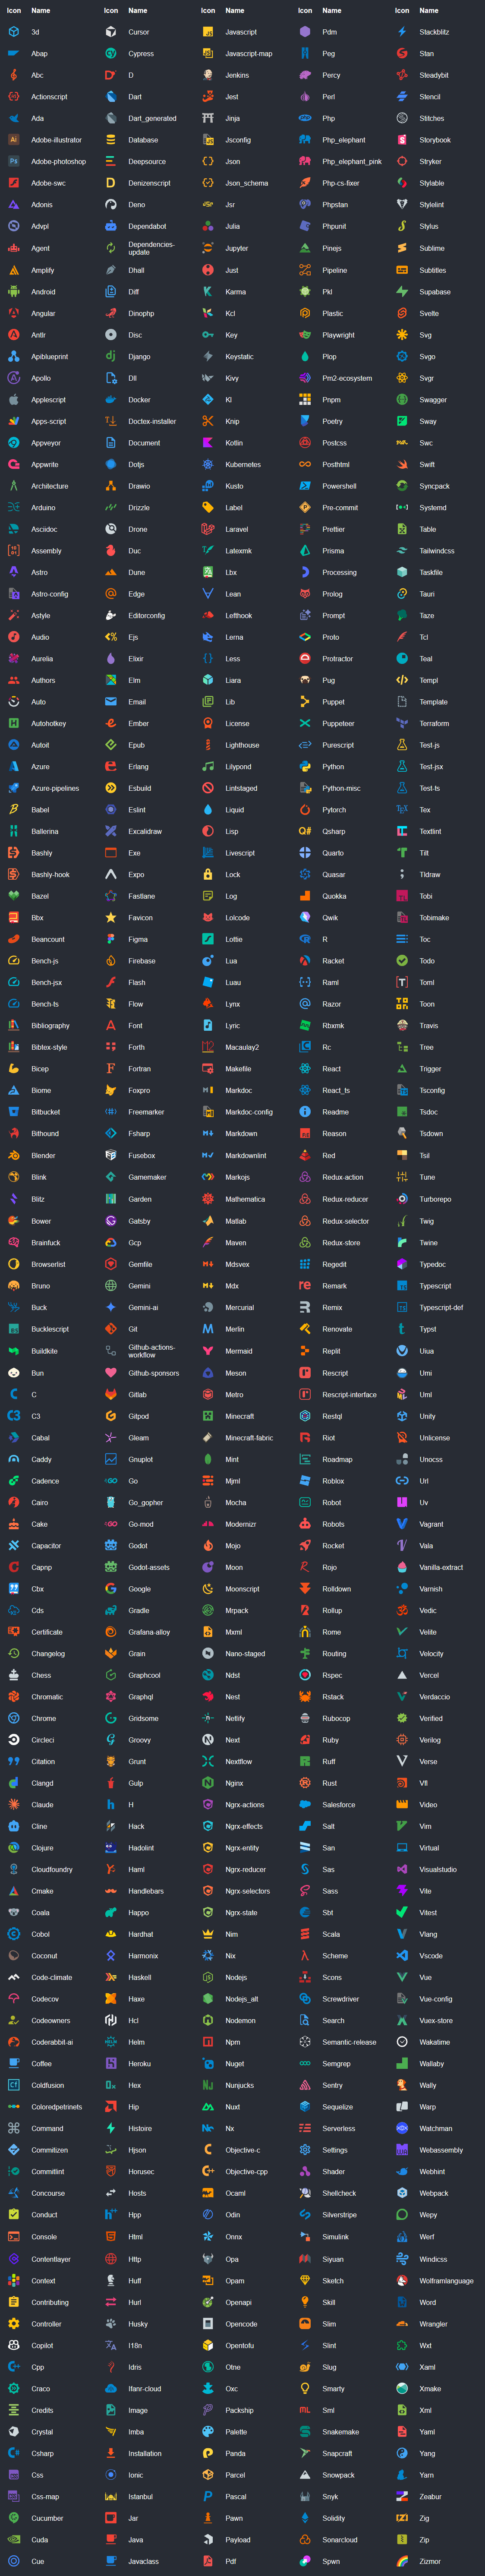 Icon Name Icon Name Icon Name Icon Name Icon Name
3d Cursor Javascript Pdm Stackblitz
Abap Cypress Javascript-map Peg Stan
Abc D Jenkins Percy Steadybit
Actionscript Dart Jest Perl Stencil
Ada Dart_generated Jinja Php Stitches
Adobe-illustrator Database Jsconfig Php_elephant Storybook
Adobe-photoshop Deepsource Json Php_elephant_pink Stryker
Adobe-swc Denizenscript Json_schema Php-cs-fixer Stylable
Adonis Deno Jsr Phpstan Stylelint
Advpl Dependabot Julia Phpunit Stylus
Agent Dependencies-update Jupyter Pinejs Sublime
Amplify Dhall Just Pipeline Subtitles
Android Diff Karma Pkl Supabase
Angular Dinophp Kcl Plastic Svelte
Antlr Disc Key Playwright Svg
Apiblueprint Django Keystatic Plop Svgo
Apollo Dll Kivy Pm2-ecosystem Svgr
Applescript Docker Kl Pnpm Swagger
Apps-script Doctex-installer Knip Poetry Sway
Appveyor Document Kotlin Postcss Swc
Appwrite Dotjs Kubernetes Posthtml Swift
Architecture Drawio Kusto Powershell Syncpack
Arduino Drizzle Label Pre-commit Systemd
Asciidoc Drone Laravel Prettier Table
Assembly Duc Latexmk Prisma Tailwindcss
Astro Dune Lbx Processing Taskfile
Astro-config Edge Lean Prolog Tauri
Astyle Editorconfig Lefthook Prompt Taze
Audio Ejs Lerna Proto Tcl
Aurelia Elixir Less Protractor Teal
Authors Elm Liara Pug Templ
Auto Email Lib Puppet Template
Autohotkey Ember License Puppeteer Terraform
Autoit Epub Lighthouse Purescript Test-js
Azure Erlang Lilypond Python Test-jsx
Azure-pipelines Esbuild Lintstaged Python-misc Test-ts
Babel Eslint Liquid Pytorch Tex
Ballerina Excalidraw Lisp Qsharp Textlint
Bashly Exe Livescript Quarto Tilt
Bashly-hook Expo Lock Quasar Tldraw
Bazel Fastlane Log Quokka Tobi
Bbx Favicon Lolcode Qwik Tobimake
Beancount Figma Lottie R Toc
Bench-js Firebase Lua Racket Todo
Bench-jsx Flash Luau Raml Toml
Bench-ts Flow Lynx Razor Toon
Bibliography Font Lyric Rbxmk Travis
Bibtex-style Forth Macaulay2 Rc Tree
Bicep Fortran Makefile React Trigger
Biome Foxpro Markdoc React_ts Tsconfig
Bitbucket Freemarker Markdoc-config Readme Tsdoc
Bithound Fsharp Markdown Reason Tsdown
Blender Fusebox Markdownlint Red Tsil
Blink Gamemaker Markojs Redux-action Tune
Blitz Garden Mathematica Redux-reducer Turborepo
Bower Gatsby Matlab Redux-selector Twig
Brainfuck Gcp Maven Redux-store Twine
Browserlist Gemfile Mdsvex Regedit Typedoc
Bruno Gemini Mdx Remark Typescript
Buck Gemini-ai Mercurial Remix Typescript-def
Bucklescript Git Merlin Renovate Typst
Buildkite Github-actions-workflow Mermaid Replit Uiua
Bun Github-sponsors Meson Rescript Umi
C Gitlab Metro Rescript-interface Uml
C3 Gitpod Minecraft Restql Unity
Cabal Gleam Minecraft-fabric Riot Unlicense
Caddy Gnuplot Mint Roadmap Unocss
Cadence Go Mjml Roblox Url
Cairo Go_gopher Mocha Robot Uv
Cake Go-mod Modernizr Robots Vagrant
Capacitor Godot Mojo Rocket Vala
Capnp Godot-assets Moon Rojo Vanilla-extract
Cbx Google Moonscript Rolldown Varnish
Cds Gradle Mrpack Rollup Vedic
Certificate Grafana-alloy Mxml Rome Velite
Changelog Grain Nano-staged Routing Velocity
Chess Graphcool Ndst Rspec Vercel
Chromatic Graphql Nest Rstack Verdaccio
Chrome Gridsome Netlify Rubocop Verified
Circleci Groovy Next Ruby Verilog
Citation Grunt Nextflow Ruff Verse
Clangd Gulp Nginx Rust Vfl
Claude H Ngrx-actions Salesforce Video
Cline Hack Ngrx-effects Salt Vim
Clojure Hadolint Ngrx-entity San Virtual
Cloudfoundry Haml Ngrx-reducer Sas Visualstudio
Cmake Handlebars Ngrx-selectors Sass Vite
Coala Happo Ngrx-state Sbt Vitest
Cobol Hardhat Nim Scala Vlang
Coconut Harmonix Nix Scheme Vscode
Code-climate Haskell Nodejs Scons Vue
Codecov Haxe Nodejs_alt Screwdriver Vue-config
Codeowners Hcl Nodemon Search Vuex-store
Coderabbit-ai Helm Npm Semantic-release Wakatime
Coffee Heroku Nuget Semgrep Wallaby
Coldfusion Hex Nunjucks Sentry Wally
Coloredpetrinets Hip Nuxt Sequelize Warp
Command Histoire Nx Serverless Watchman
Commitizen Hjson Objective-c Settings Webassembly
Commitlint Horusec Objective-cpp Shader Webhint
Concourse Hosts Ocaml Shellcheck Webpack
Conduct Hpp Odin Silverstripe Wepy
Console Html Onnx Simulink Werf
Contentlayer Http Opa Siyuan Windicss
Context Huff Opam Sketch Wolframlanguage
Contributing Hurl Openapi Skill Word
Controller Husky Opencode Slim Wrangler
Copilot I18n Opentofu Slint Wxt
Cpp Idris Otne Slug Xaml
Craco Ifanr-cloud Oxc Smarty Xmake
Credits Image Packship Sml Xml
Crystal Imba Palette Snakemake Yaml
Csharp Installation Panda Snapcraft Yang
Css Ionic Parcel Snowpack Yarn
Css-map Istanbul Pascal Snyk Zeabur
Cucumber Jar Pawn Solidity Zig
Cuda Java Payload Sonarcloud Zip
Cue Javaclass Pdf Spwn Zizmor